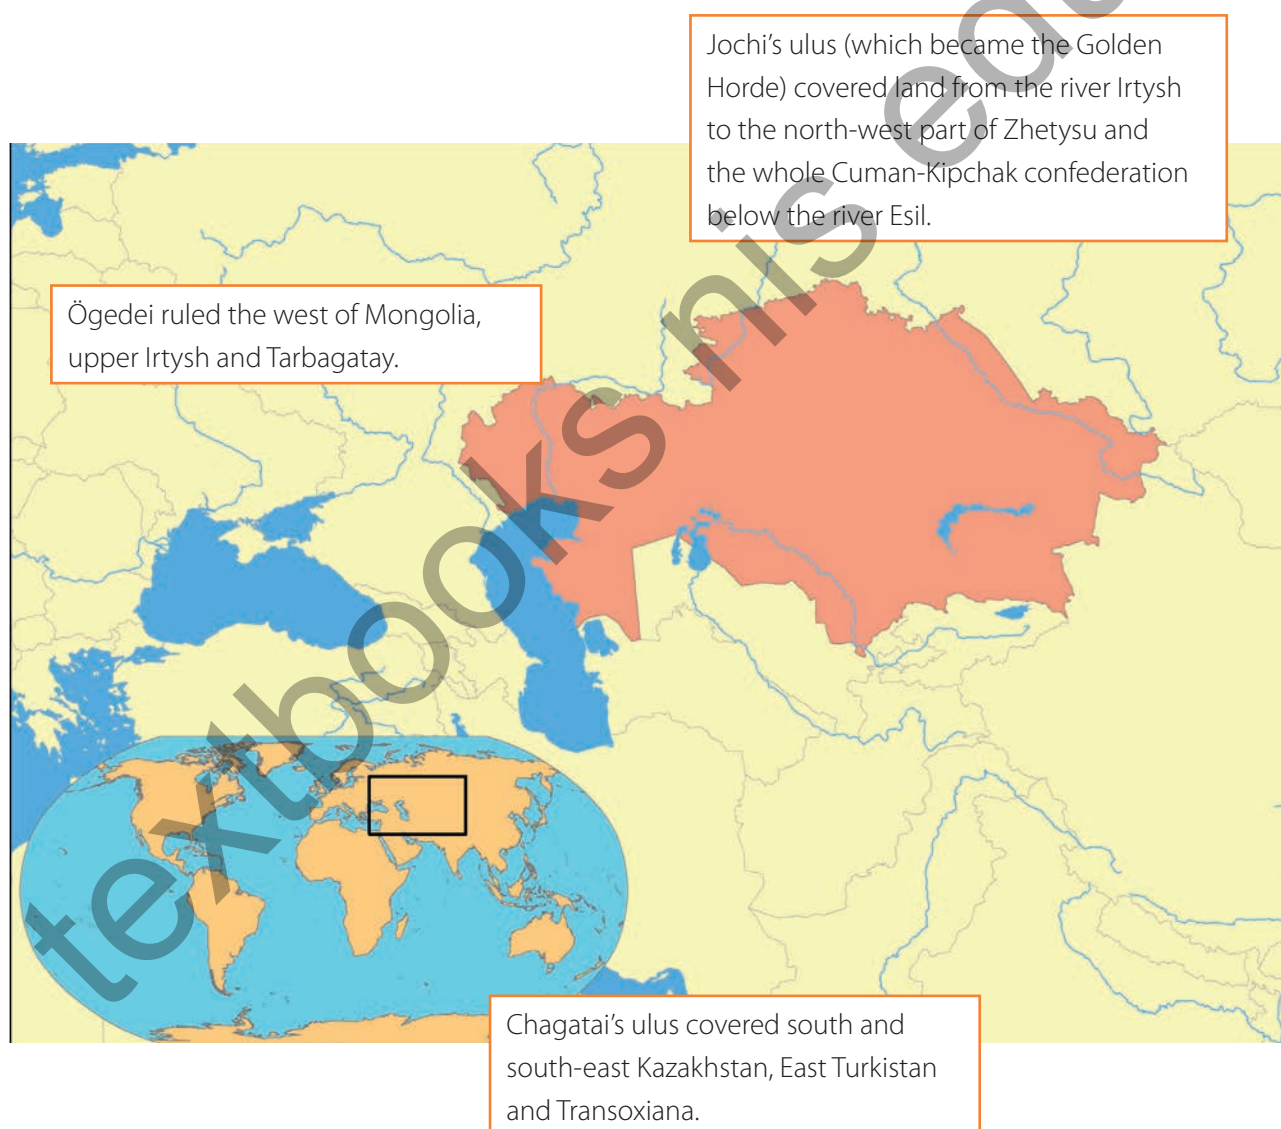 Jochi’s ulus (which became the Golden
Horde) covered land from the river Irtysh
to the north-west part of Zhetysu and
the whole Cuman-Kipchak confederation
below the river Esil.
Ögedei ruled the west of Mongolia,
upper Irtysh and Tarbagatay.
Chagatai’s ulus covered south and
south-east Kazakhstan, East Turkistan
and Transoxiana.
textbooks nis edu